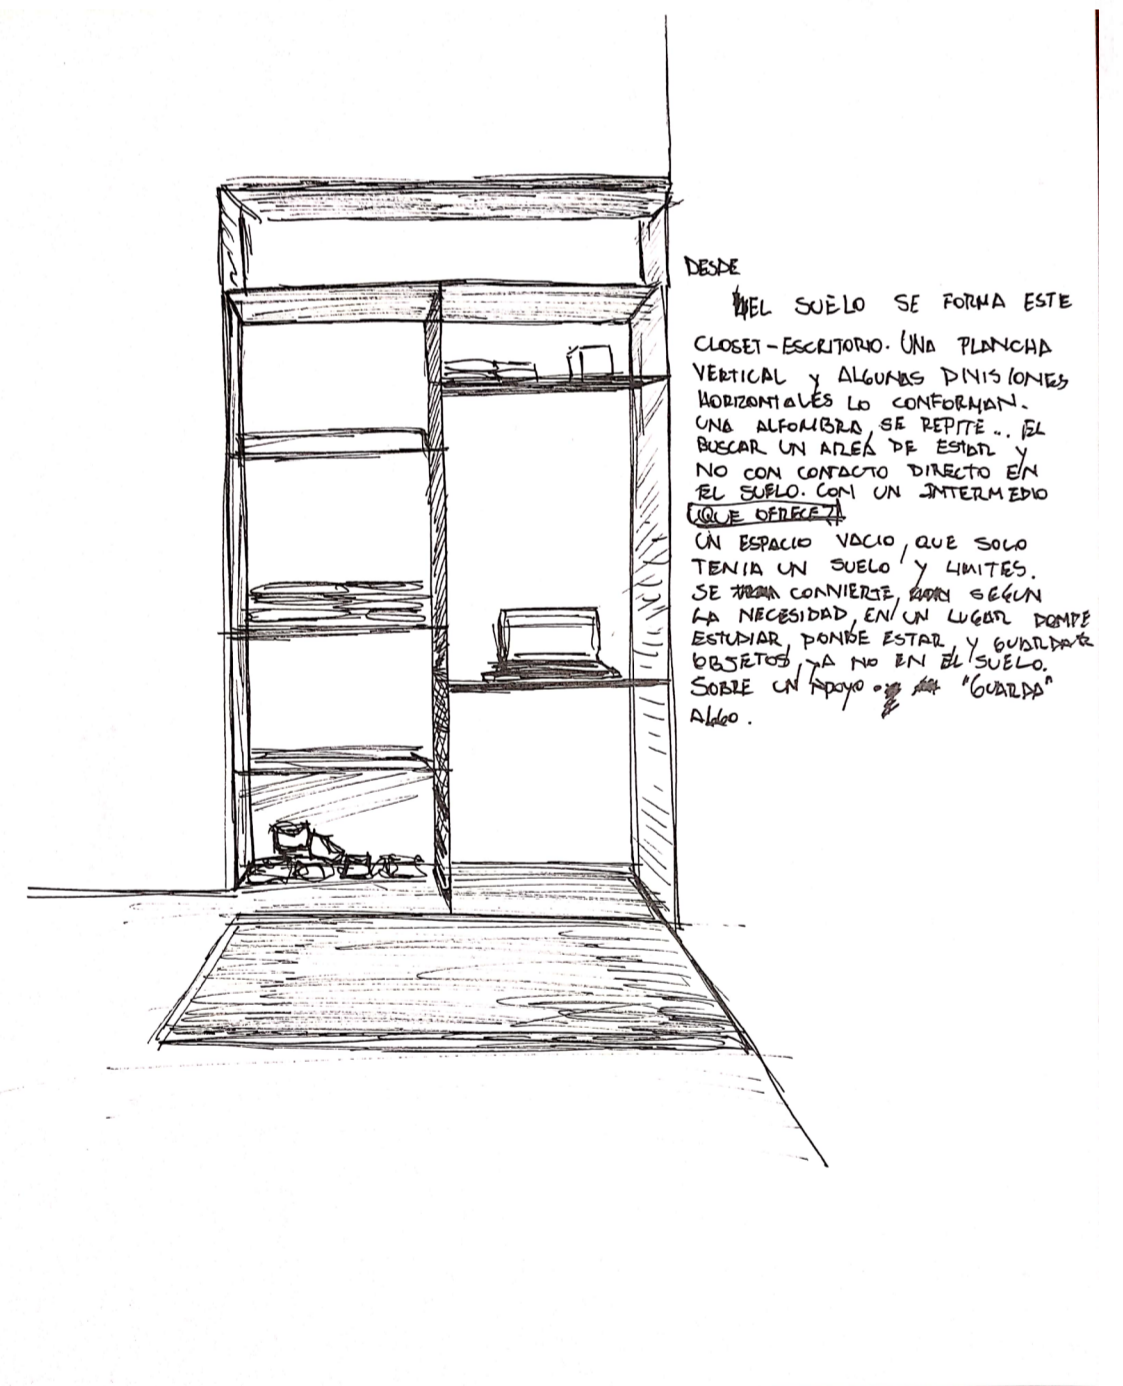 DESDE
EL SUELO SE FORMA ESTE
CLOSET-ESCRITORIO. UNA PLANCHA
VERTICAL Y ALGUNAS DIVISIONES
HORIZONTALES LO CONFORMAN.
UNA ALFOMBRA, SE REPITE... EL
BUSCAR UN AREA DE ESTAR Y
NO CON CONTACTO DIRECTO EN
EL SUELO. CON UN INTERMEDIO
¿QUE OFRECE?
UN ESPACIO VACIO, QUE SOLO
TENIA UN SUELO Y LIMITES.
SE CONVIERTE, SEGÚN
LA NECESIDAD, EN UN LUGAR DONDE
ESTUDIAR, DONDE ESTAR, Y GUARDAR
OBJETOS, YA NO EN EL SUELO.
SOBRE UN APOYO. "GUARDA"
ALGO.